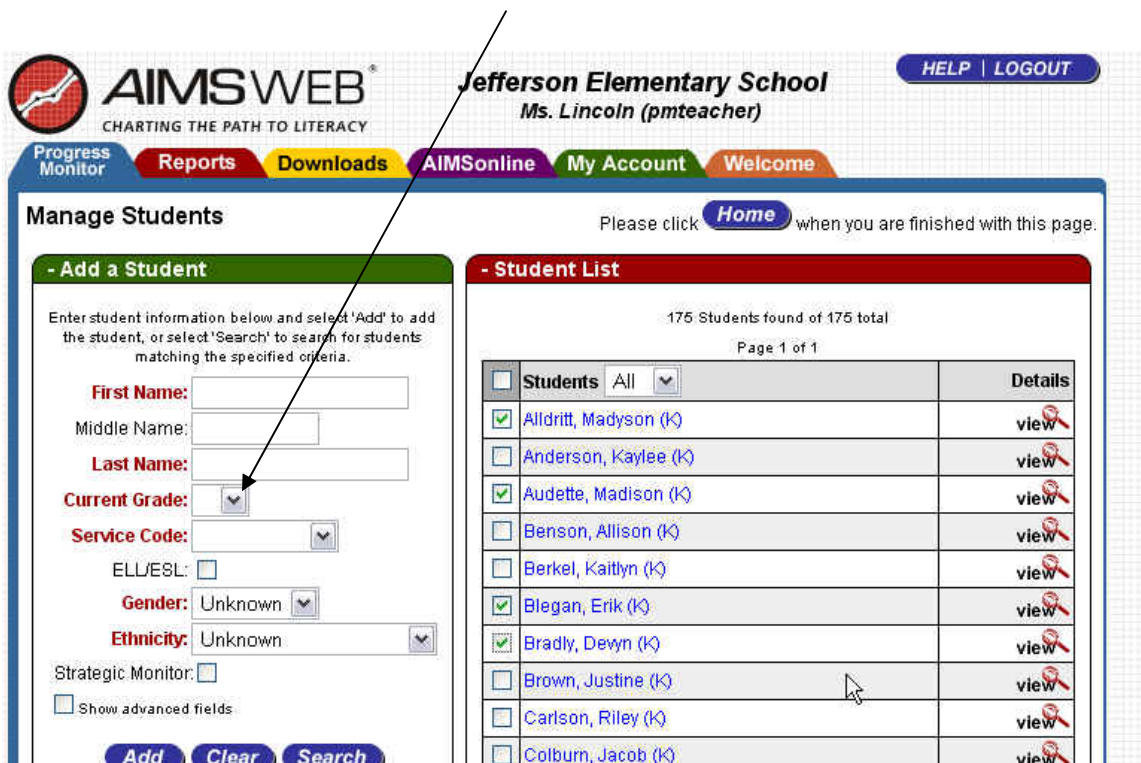 AIMSWEB®
CHARTING THE PATH TO LITERACY
Jefferson Elementary School
Ms. Lincoln (pmteacher)
HELP | LOGOUT
Progress Monitor
Reports
Downloads
AIMSonline
My Account
Welcome
Manage Students
Please click Home when you are finished with this page.
- Add a Student
Enter student information below and select 'Add' to add
the student, or select 'Search' to search for students
matching the specified criteria.
First Name:
Middle Name:
Last Name:
Current Grade:
Service Code:
ELL/ESL:
Gender: Unknown
Ethnicity: Unknown
Strategic Monitor:
Show advanced fields
Add Clear Search
- Student List
175 Students found of 175 total
Page 1 of 1
Students All Details
Alldritt, Madyson (K) view
Anderson, Kaylee (K) view
Audette, Madison (K) view
Benson, Allison (K) view
Berkel, Kaitlyn (K) view
Blegan, Erik (K) view
Bradly, Devyn (K) view
Brown, Justine (K) view
Carlson, Riley (K) view
Colburn, Jacob (K) view